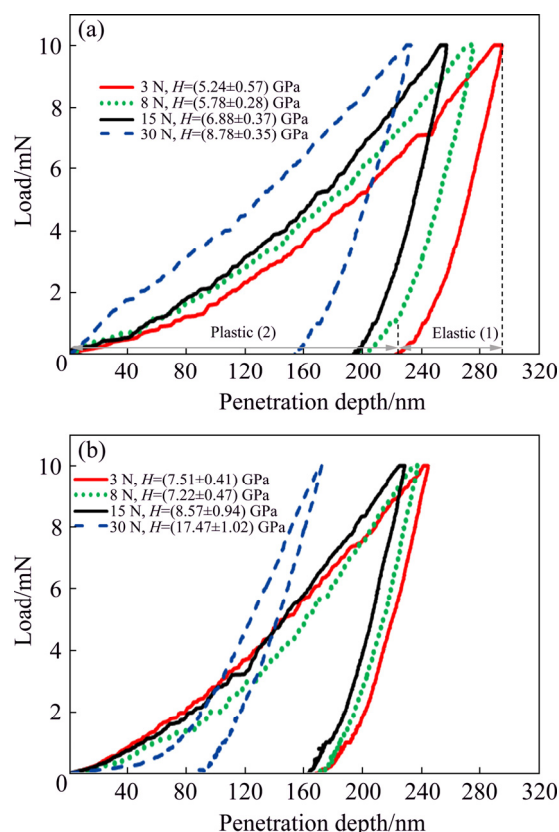 (a)
10
8
6
4
2
0
Load/mN
3 N, H=(5.24±0.57) GPa
8 N, H=(5.78±0.28) GPa
15 N, H=(6.88±0.37) GPa
30 N, H=(8.78±0.35) GPa
Plastic (2)
Elastic (1)
40 80 120 160 200 240 280 320
Penetration depth/nm
(b)
10
8
6
4
2
0
Load/mN
3 N, H=(7.51±0.41) GPa
8 N, H=(7.22±0.47) GPa
15 N, H=(8.57±0.94) GPa
30 N, H=(17.47±1.02) GPa
40 80 120 160 200 240 280 320
Penetration depth/nm